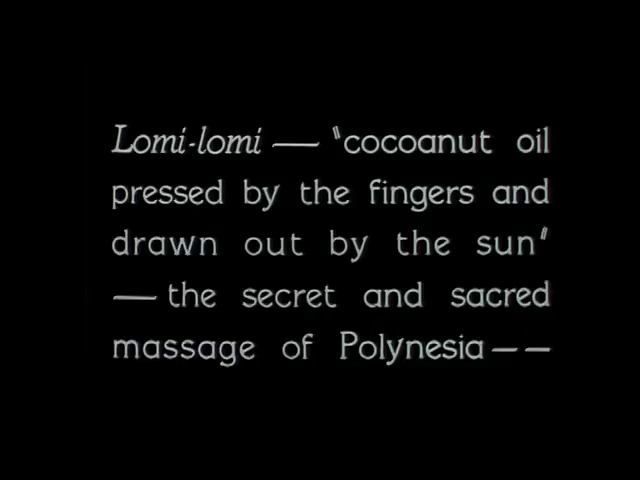 Lomi-lomi — "cocoanut oil
pressed by the fingers and
drawn out by the sun"
— the secret and sacred
massage of Polynesia — —